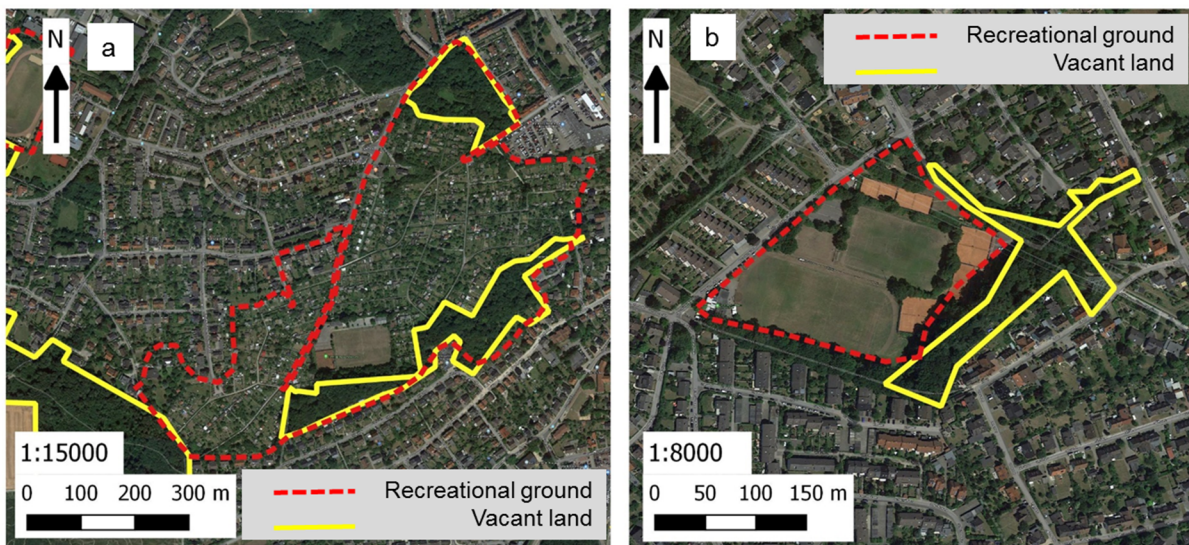 N
a
1:15000
0 100 200 300 m
Recreational ground
Vacant land
N
b
Recreational ground
Vacant land
1:8000
0 50 100 150 m